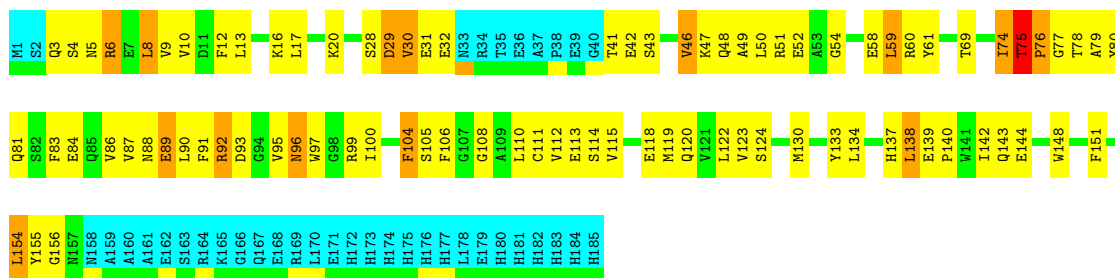 M1 S2 Q3 S4 N5 R6 E7 L8 V9 V10 D11 F12 L13 K16 L17 K20 S28 D29 V30 E31 E32 N33 R34 T35 E36 A37 P38 E39 G40 T41 E42 S43 V46 K47 Q48 A49 L50 R51 E52 A53 G54 E58 L59 R60 Y61 T69 I74 T75 P76 G77 T78 A79 Y80
Q81 S82 F83 E84 Q85 V86 V87 N88 E89 L90 F91 R92 D93 G94 V95 N96 W97 G98 R99 I100 F104 S105 F106 G107 G108 A109 L110 C111 V112 E113 S114 V115 E118 M119 Q120 V121 L122 V123 S124 M130 Y133 L134 H137 L138 E139 P140 W141 I142 Q143 E144 W148 F151
L154 Y155 G156 N157 N158 A159 A160 A161 E162 S163 R164 K165 G166 Q167 E168 R169 L170 E171 H172 H173 H174 H175 H176 H177 L178 E179 H180 H181 H182 H183 H184 H185